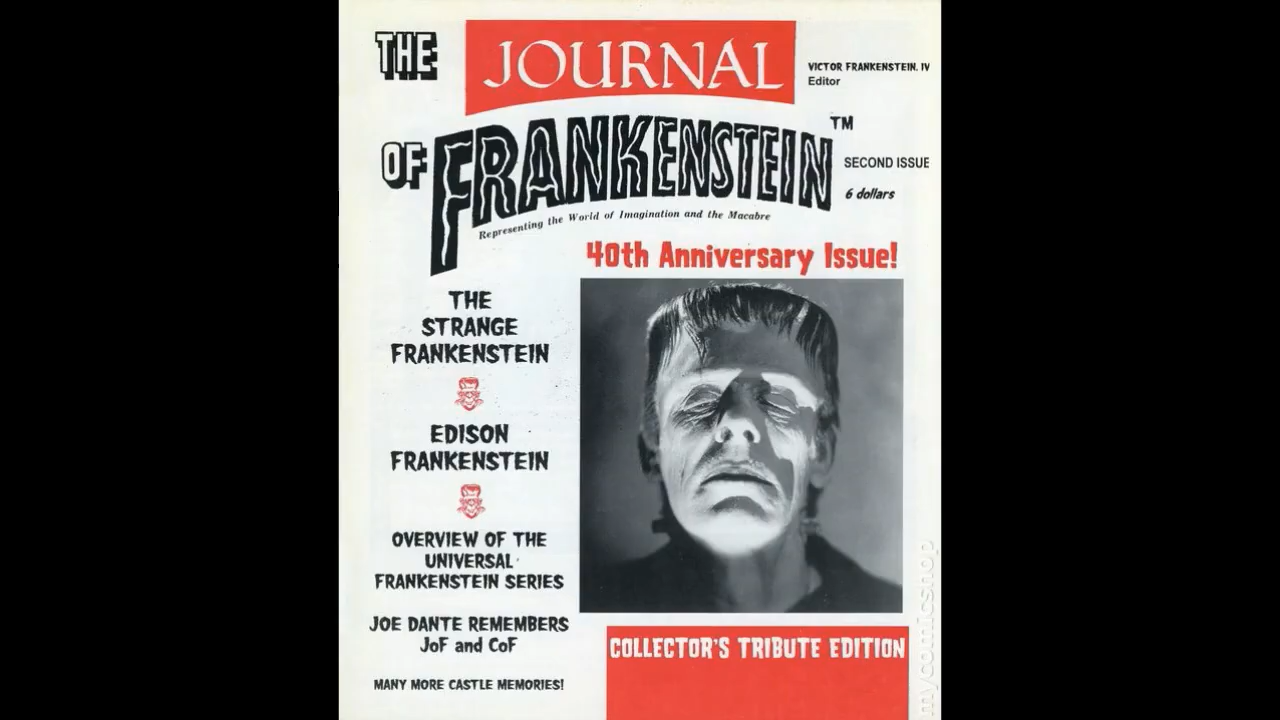 THE
JOURNAL
VICTOR FRANKENSTEIN. IV
Editor
OF FRANKENSTEIN™
SECOND ISSUE
6 dollars
Representing the World of Imagination and the Macabre
40th Anniversary Issue!
THE
STRANGE
FRANKENSTEIN
EDISON
FRANKENSTEIN
OVERVIEW OF THE
UNIVERSAL
FRANKENSTEIN SERIES
JOE DANTE REMEMBERS
JoF and CoF
MANY MORE CASTLE MEMORIES!
COLLECTOR'S TRIBUTE EDITION
mycomicshop